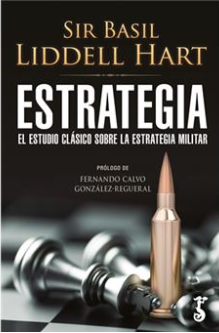 SIR BASIL
LIDDELL HART
ESTRATEGIA
EL ESTUDIO CLÁSICO SOBRE LA ESTRATEGIA MILITAR
PRÓLOGO DE
FERNANDO CALVO
GONZÁLEZ-REGUERAL